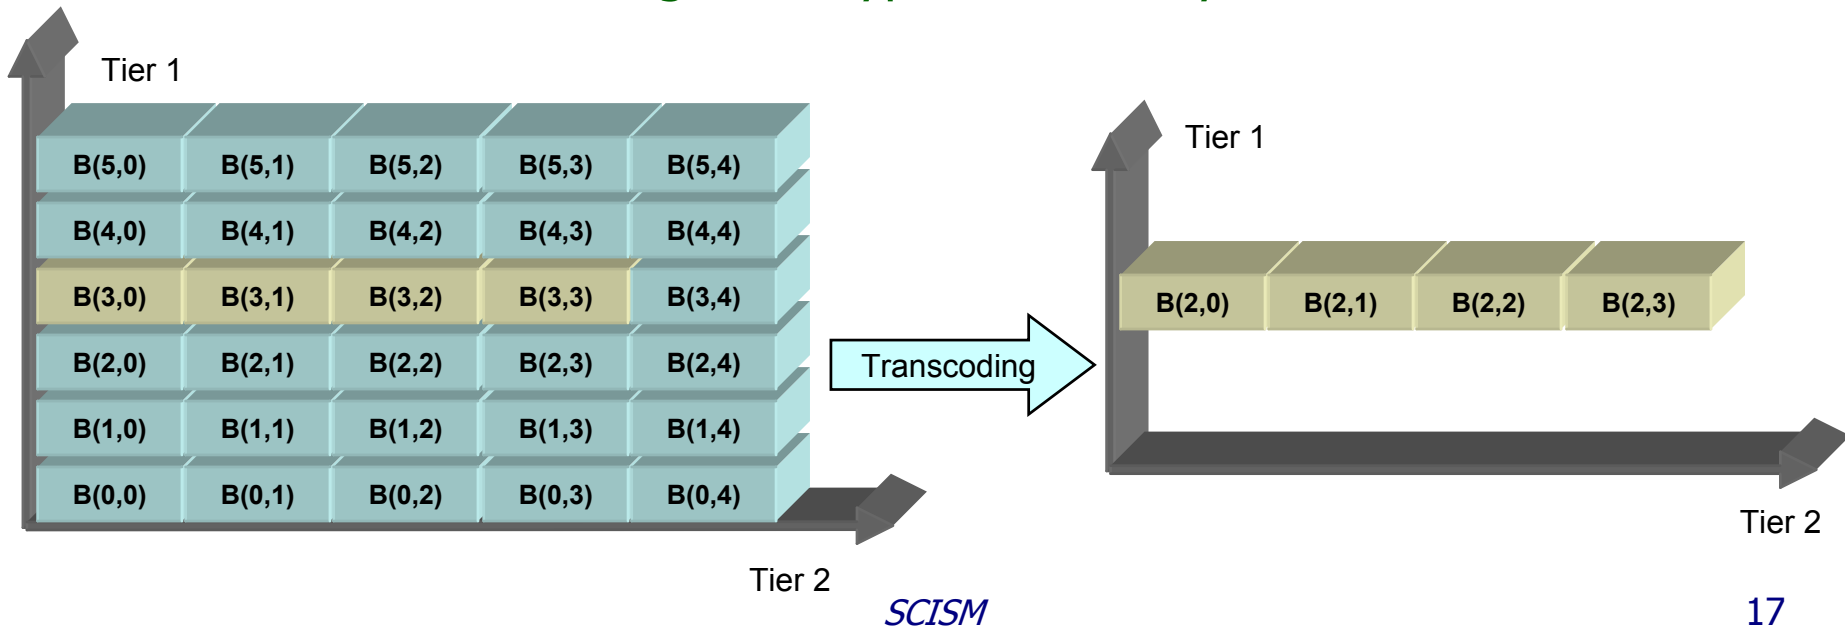 Tier 1
B(5,0) B(5,1) B(5,2) B(5,3) B(5,4)
B(4,0) B(4,1) B(4,2) B(4,3) B(4,4)
B(3,0) B(3,1) B(3,2) B(3,3) B(3,4)
B(2,0) B(2,1) B(2,2) B(2,3) B(2,4)
B(1,0) B(1,1) B(1,2) B(1,3) B(1,4)
B(0,0) B(0,1) B(0,2) B(0,3) B(0,4)
Tier 2
Transcoding
Tier 1
B(2,0) B(2,1) B(2,2) B(2,3)
Tier 2
SCISM
17